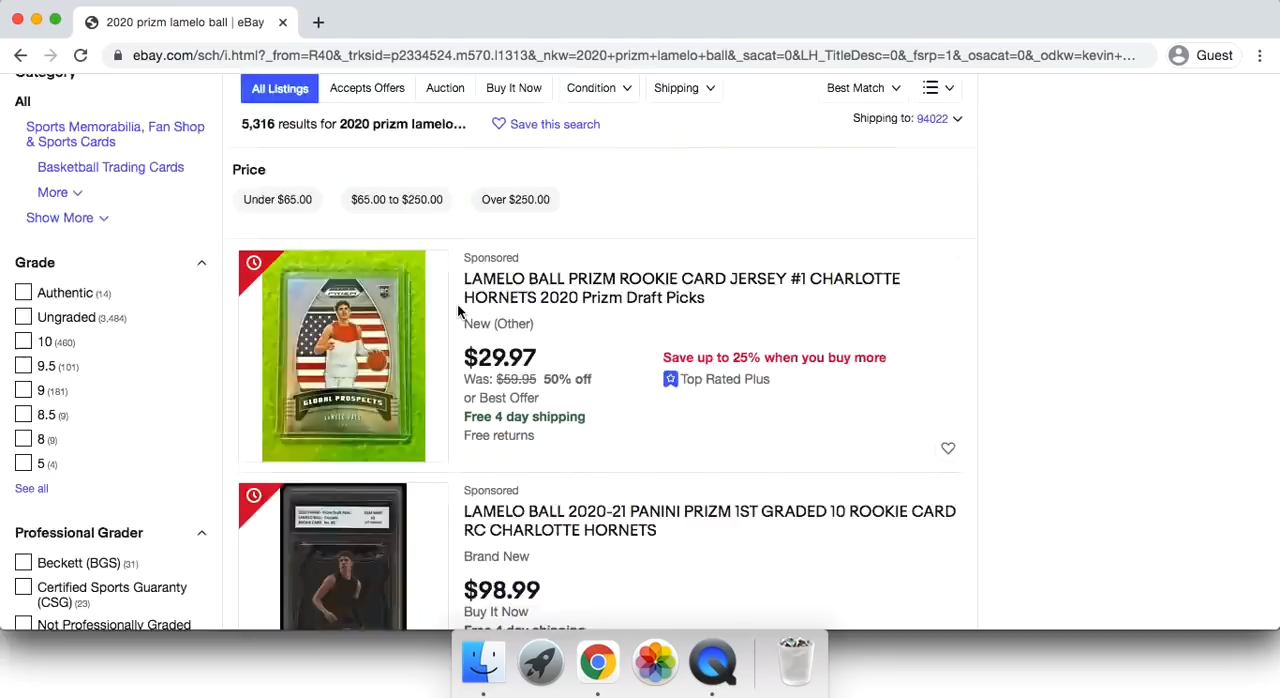 2020 prizm lamelo ball | eBay
ebay.com/sch/i.html?_from=R40&_trksid=p2334524.m570.l1313&_nkw=2020+prizm+lamelo+ball&_sacat=0&LH_TitleDesc=0&_fsrp=1&_osacat=0&_odkw=kevin+...
Guest
Category
All
Sports Memorabilia, Fan Shop
& Sports Cards
Basketball Trading Cards
More
Show More
Grade
Authentic (14)
Ungraded (3,484)
10 (460)
9.5 (101)
9 (181)
8.5 (9)
8 (9)
5 (4)
See all
Professional Grader
Beckett (BGS) (31)
Certified Sports Guaranty
(CSG) (23)
Not Professionally Graded
All Listings
Accepts Offers
Auction
Buy It Now
Condition
Shipping
Best Match
5,316 results for 2020 prizm lamelo...
Save this search
Shipping to: 94022
Price
Under $65.00
$65.00 to $250.00
Over $250.00
PRIZM
RC
GLOBAL PROSPECTS
Sponsored
LAMELO BALL PRIZM ROOKIE CARD JERSEY #1 CHARLOTTE
HORNETS 2020 Prizm Draft Picks
New (Other)
$29.97
Was: $59.95 50% off
or Best Offer
Free 4 day shipping
Free returns
Save up to 25% when you buy more
Top Rated Plus
Sponsored
LAMELO BALL 2020-21 PANINI PRIZM 1ST GRADED 10 ROOKIE CARD
RC CHARLOTTE HORNETS
Brand New
$98.99
Buy It Now
Free 4 day shipping